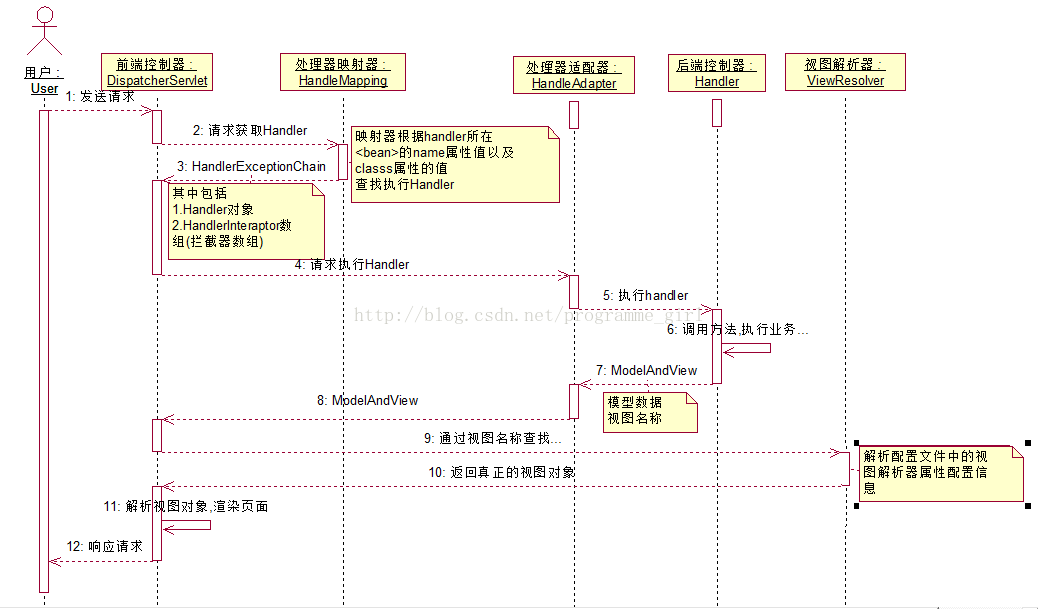 用户：
User
前端控制器：
DispatcherServlet
处理器映射器：
HandleMapping
处理器适配器：
HandleAdapter
后端控制器：
Handler
视图解析器：
ViewResolver
1: 发送请求
2: 请求获取Handler
映射器根据handler所在
<bean>的name属性值以及
classs属性的值
查找执行Handler
3: HandlerExceptionChain
其中包括
1.Handler对象
2.HandlerInteraptor数
组(拦截器数组)
4: 请求执行Handler
5: 执行handler
http://blog.csdn.net/programme_girl
6: 调用方法,执行业务...
7: ModelAndView
模型数据
视图名称
8: ModelAndView
9: 通过视图名称查找...
解析配置文件中的视
图解析器属性配置信
息
10: 返回真正的视图对象
11: 解析视图对象,渲染页面
12: 响应请求